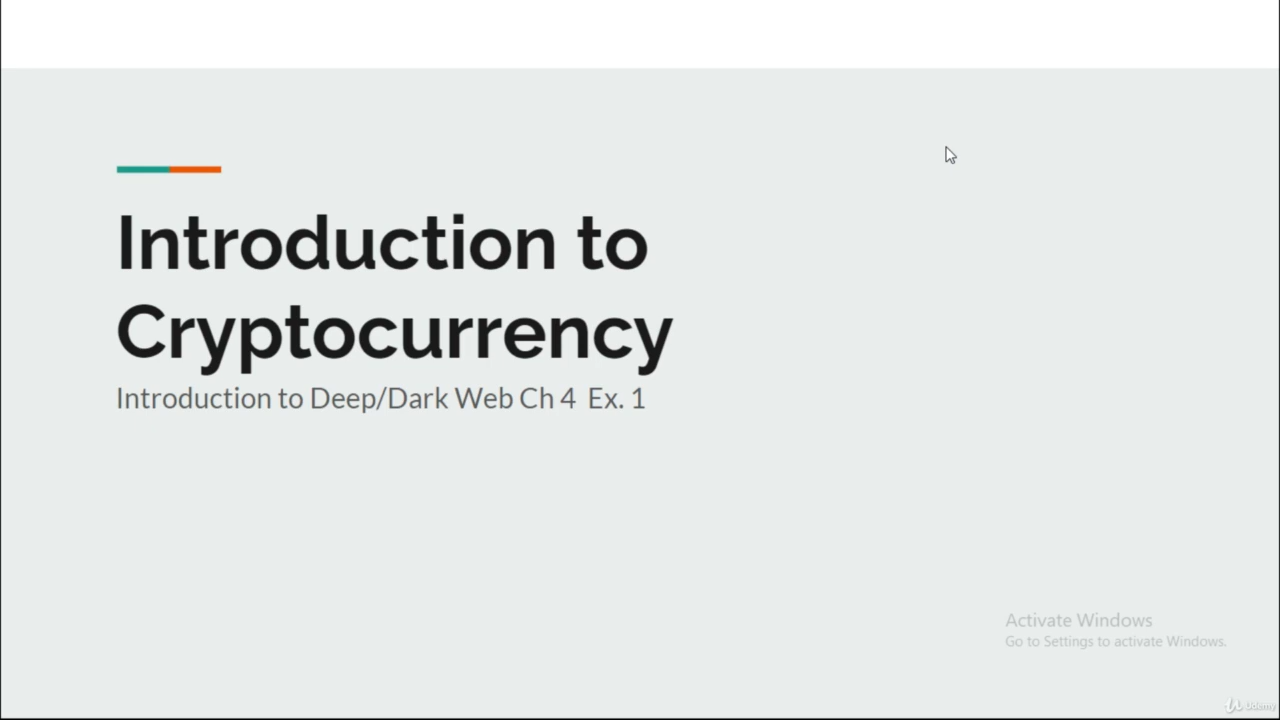 Introduction to
Cryptocurrency
Introduction to Deep/Dark Web Ch 4 Ex. 1
Activate Windows
Go to Settings to activate Windows.
Udemy